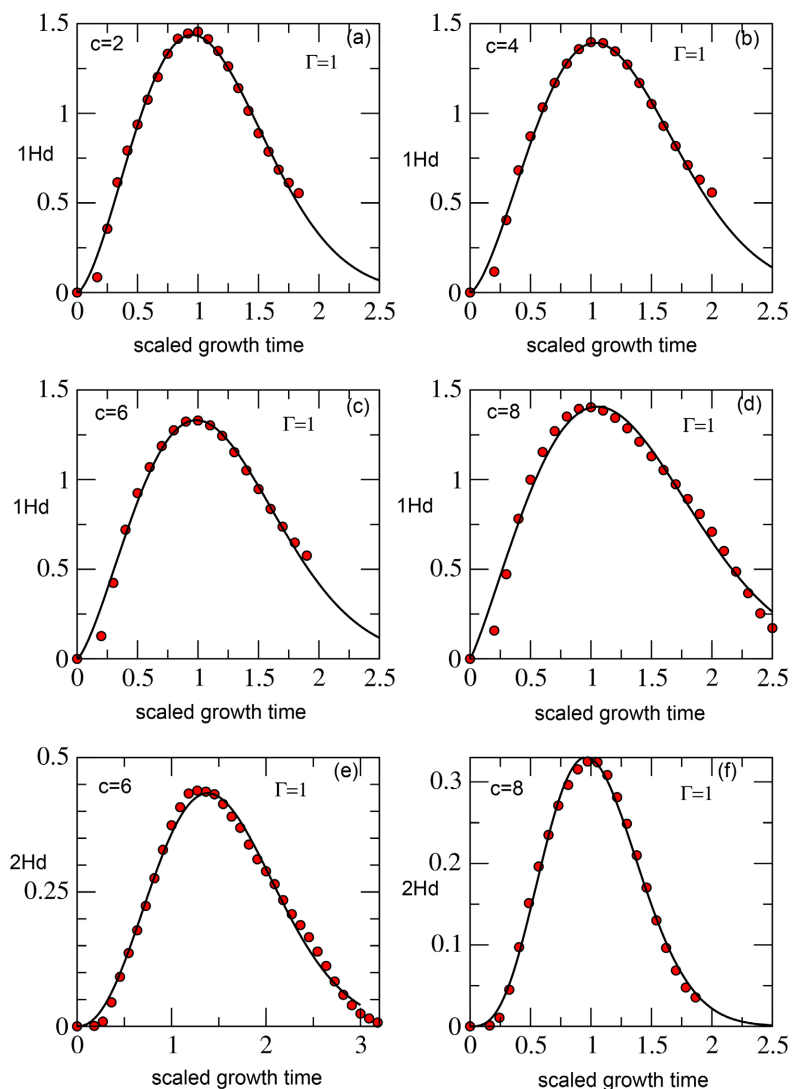 1.5
c=2
(a)
Γ=1
1
1Hd
0.5
0
0 0.5 1 1.5 2 2.5
scaled growth time
1.5
c=4
(b)
Γ=1
1
1Hd
0.5
0
0 0.5 1 1.5 2 2.5
scaled growth time
1.5
c=6
(c)
Γ=1
1
1Hd
0.5
0
0 0.5 1 1.5 2 2.5
scaled growth time
1.5
c=8
(d)
Γ=1
1
1Hd
0.5
0
0 0.5 1 1.5 2 2.5
scaled growth time
0.5
c=6
(e)
Γ=1
2Hd
0.25
0
0 1 2 3
scaled growth time
0.3
c=8
(f)
Γ=1
0.2
2Hd
0.1
0
0 0.5 1 1.5 2 2.5
scaled growth time